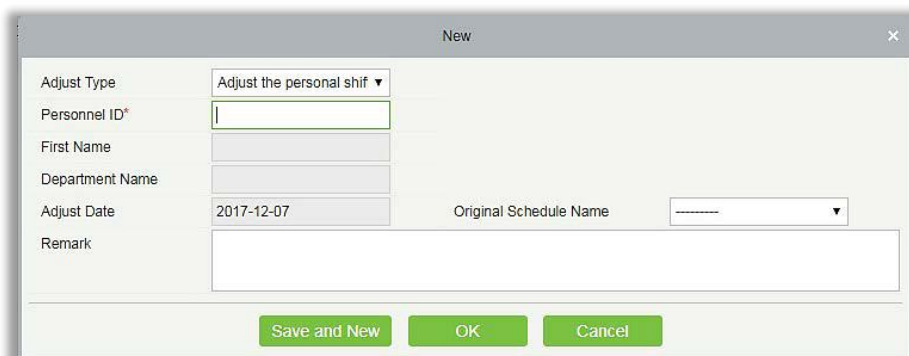 New ×
Adjust Type Adjust the personal shif ▼
Personnel ID*
First Name
Department Name
Adjust Date 2017-12-07 Original Schedule Name --------- ▼
Remark
Save and New OK Cancel